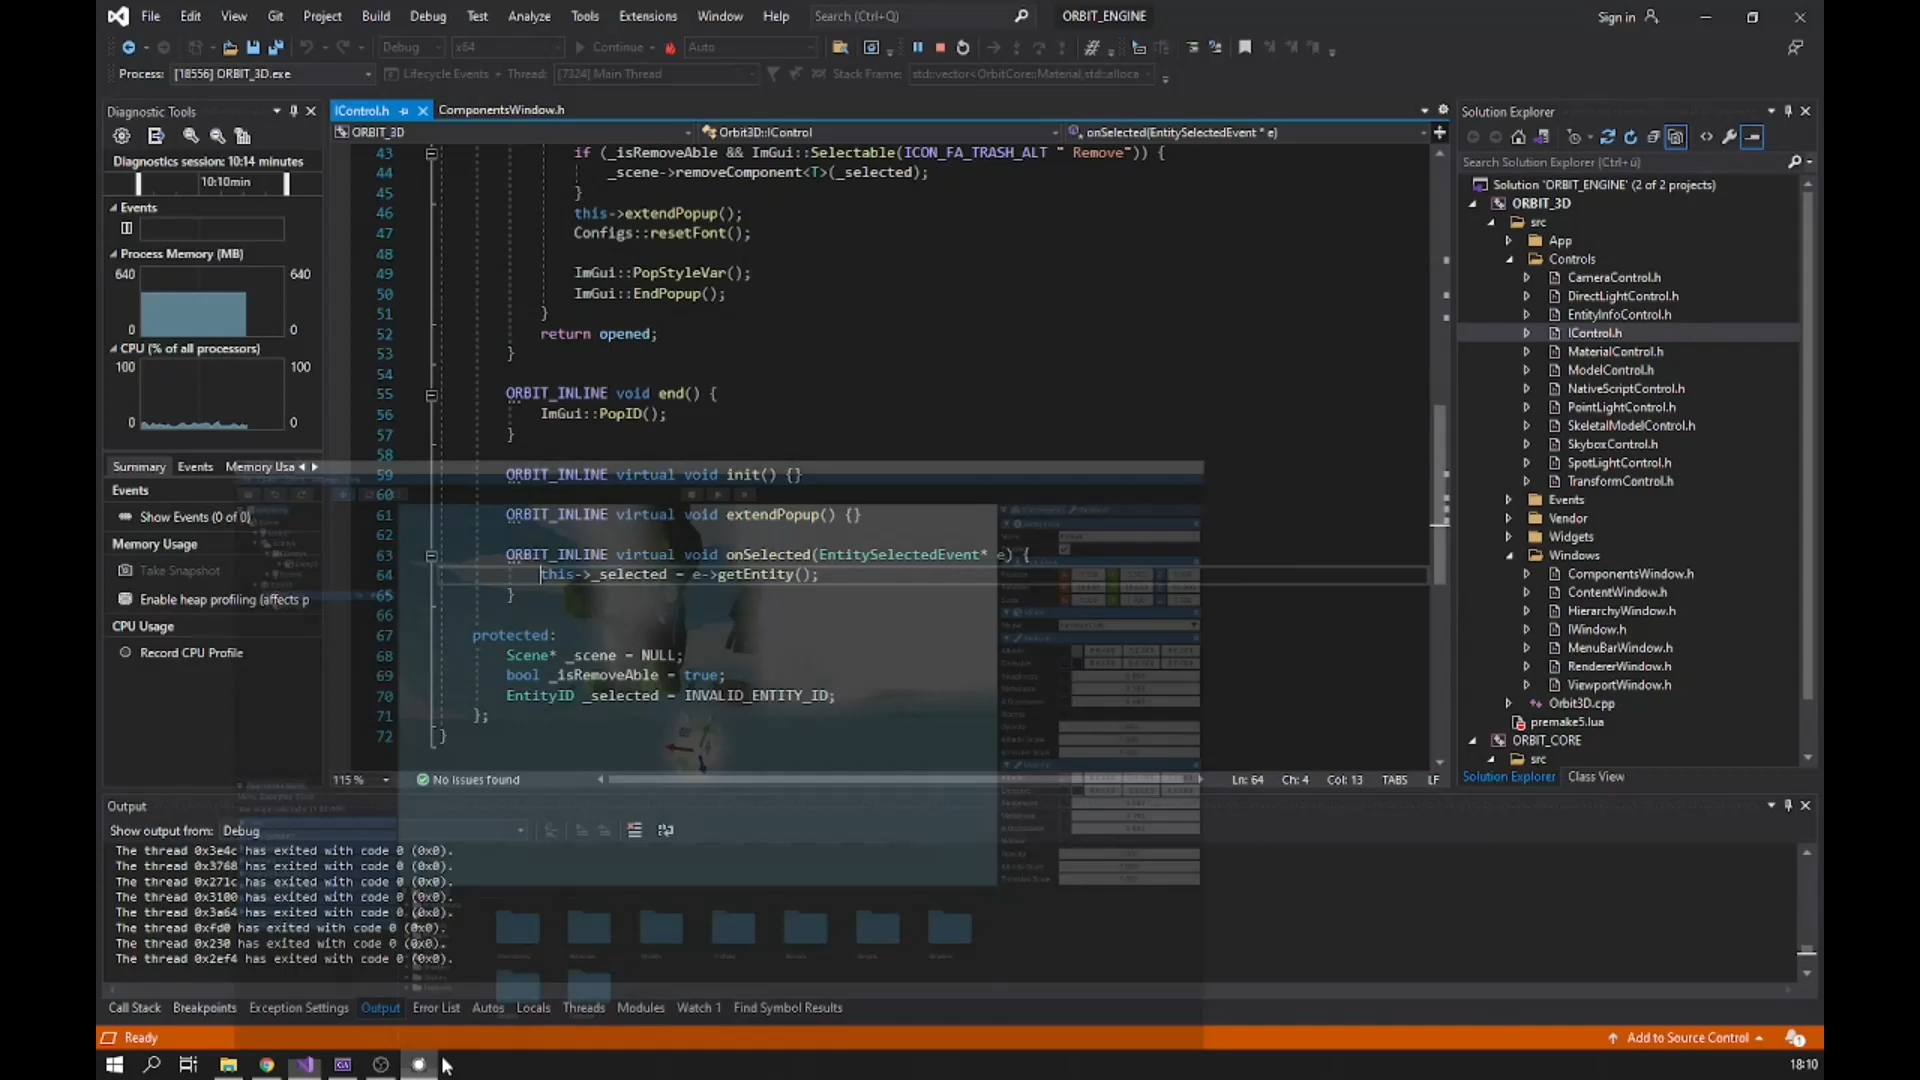 File Edit View Git Project Build Debug Test Analyze Tools Extensions Window Help Search (Ctrl+Q) ORBIT_ENGINE Sign in
Debug x64 Continue Auto
Process: [18556] ORBIT_3D.exe Lifecycle Events Thread: [7324] Main Thread Stack Frame: std::vector<OrbitCore::Material,std::alloca
Diagnostic Tools
Diagnostics session: 10:14 minutes
10:10min
Events
Process Memory (MB)
640 640
0 0
CPU (% of all processors)
100 100
0 0
Summary Events Memory Usa
Events
Show Events (0 of 0)
Memory Usage
Take Snapshot
Enable heap profiling (affects p
CPU Usage
Record CPU Profile
IControl.h ComponentsWindow.h
ORBIT_3D Orbit3D::IControl onSelected(EntitySelectedEvent * e)
43 if (_isRemoveAble && ImGui::Selectable(ICON_FA_TRASH_ALT " Remove")) {
44 _scene->removeComponent<T>(_selected);
45 }
46 this->extendPopup();
47 Configs::resetFont();
48
49 ImGui::PopStyleVar();
50 ImGui::EndPopup();
51 }
52 return opened;
53 }
54
55 ORBIT_INLINE void end() {
56 ImGui::PopID();
57 }
58
59 ORBIT_INLINE virtual void init() {}
60
61 ORBIT_INLINE virtual void extendPopup() {}
62
63 ORBIT_INLINE virtual void onSelected(EntitySelectedEvent* e) {
64 this->_selected = e->getEntity();
65 }
66
67 protected:
68 Scene* _scene = NULL;
69 bool _isRemoveAble = true;
70 EntityID _selected = INVALID_ENTITY_ID;
71 };
72 }
115 % No issues found Ln: 64 Ch: 4 Col: 13 TABS LF
Solution Explorer
Search Solution Explorer (Ctrl+ü)
Solution 'ORBIT_ENGINE' (2 of 2 projects)
ORBIT_3D
src
App
Controls
CameraControl.h
DirectLightControl.h
EntityInfoControl.h
IControl.h
MaterialControl.h
ModelControl.h
NativeScriptControl.h
PointLightControl.h
SkeletalModelControl.h
SkyboxControl.h
SpotLightControl.h
TransformControl.h
Events
Vendor
Widgets
Windows
ComponentsWindow.h
ContentWindow.h
HierarchyWindow.h
IWindow.h
MenuBarWindow.h
RendererWindow.h
ViewportWindow.h
Orbit3D.cpp
premake5.lua
ORBIT_CORE
src
Solution Explorer Class View
Output
Show output from: Debug
The thread 0x3e4c has exited with code 0 (0x0).
The thread 0x3768 has exited with code 0 (0x0).
The thread 0x271c has exited with code 0 (0x0).
The thread 0x3100 has exited with code 0 (0x0).
The thread 0x3a64 has exited with code 0 (0x0).
The thread 0xfd0 has exited with code 0 (0x0).
The thread 0x230 has exited with code 0 (0x0).
The thread 0x2ef4 has exited with code 0 (0x0).
Call Stack Breakpoints Exception Settings Output Error List Autos Locals Threads Modules Watch 1 Find Symbol Results
Ready Add to Source Control 1
18:10